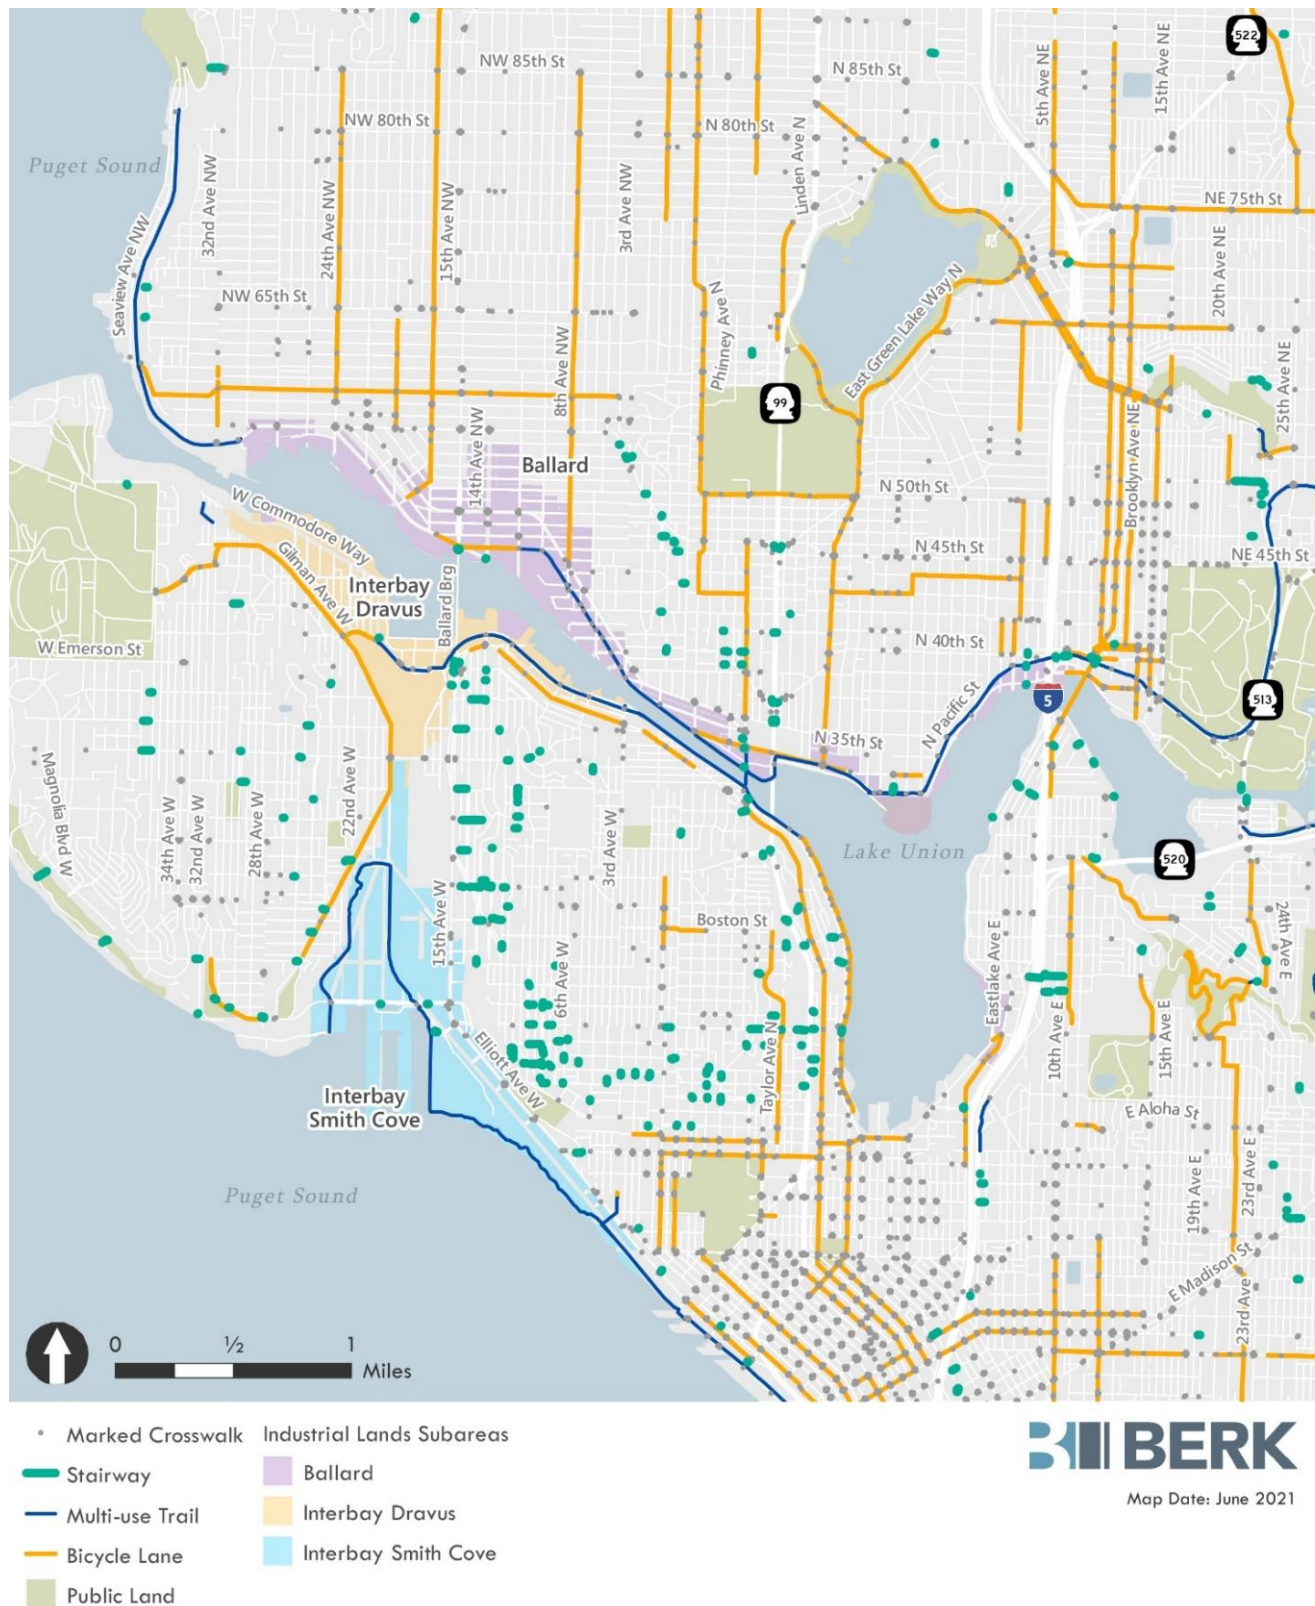 522
NW 85th St
N 85th St
5th Ave NE
15th Ave NE
NW 80th St
N 80th St
Linden Ave N
Puget Sound
32nd Ave NW
24th Ave NW
15th Ave NW
3rd Ave NW
NE 75th St
20th Ave NE
Seaview Ave NW
NW 65th St
Phinney Ave N
East Green Lake Way N
8th Ave NW
99
25th Ave NE
14th Ave NW
Ballard
Brooklyn Ave NE
N 50th St
W Commodore Way
Gilman Ave W
N 45th St
NE 45th St
Interbay
Dravus
Ballard Brg
N 40th St
W Emerson St
513
5
N Pacific St
N 35th St
Magnolia Blvd W
34th Ave W
32nd Ave W
28th Ave W
22nd Ave W
3rd Ave W
Lake Union
520
15th Ave W
Boston St
24th Ave E
6th Ave W
Eastlake Ave E
Elliott Ave W
Taylor Ave N
10th Ave E
15th Ave E
Interbay
Smith Cove
E Aloha St
Puget Sound
19th Ave E
23rd Ave E
E Madison St
23rd Ave
0
½
1
Miles
Marked Crosswalk
Stairway
Multi-use Trail
Bicycle Lane
Public Land
Industrial Lands Subareas
Ballard
Interbay Dravus
Interbay Smith Cove
BERK
Map Date: June 2021